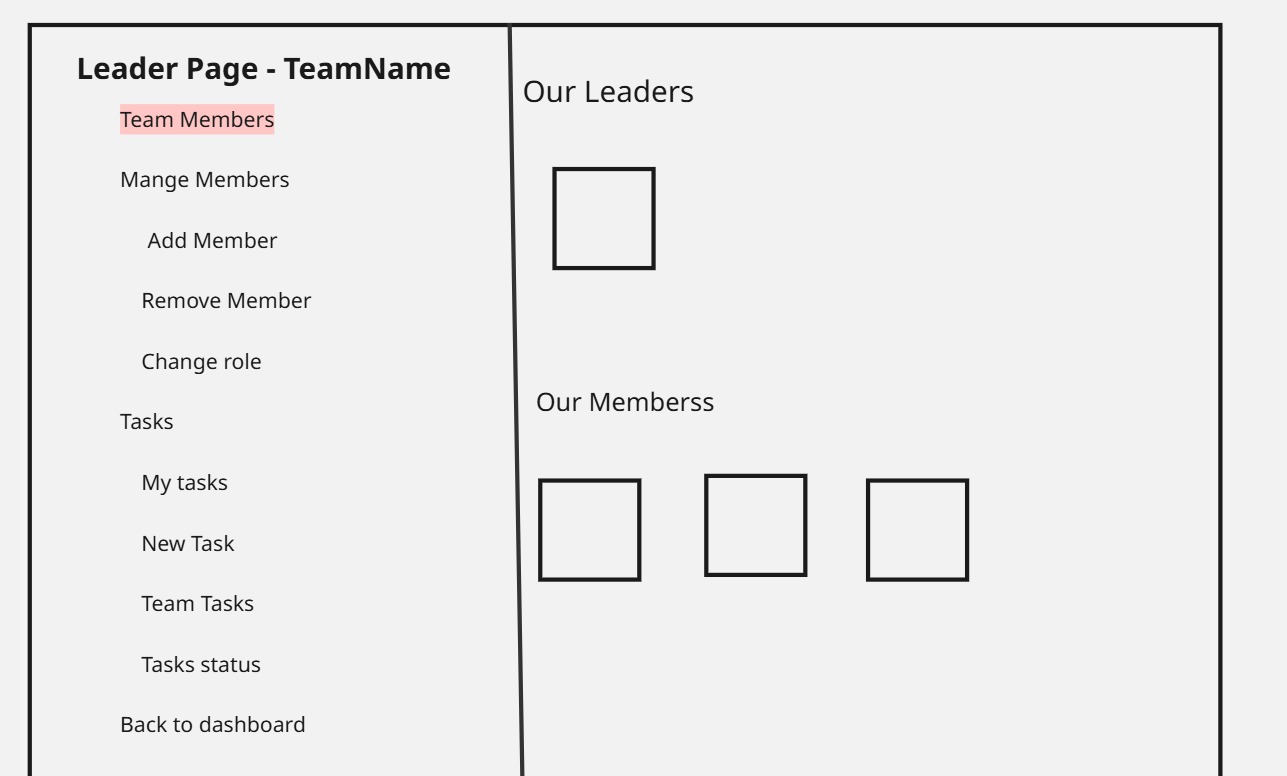 Leader Page - TeamName
Team Members
Mange Members
Add Member
Remove Member
Change role
Tasks
My tasks
New Task
Team Tasks
Tasks status
Back to dashboard
Our Leaders
Our Memberss